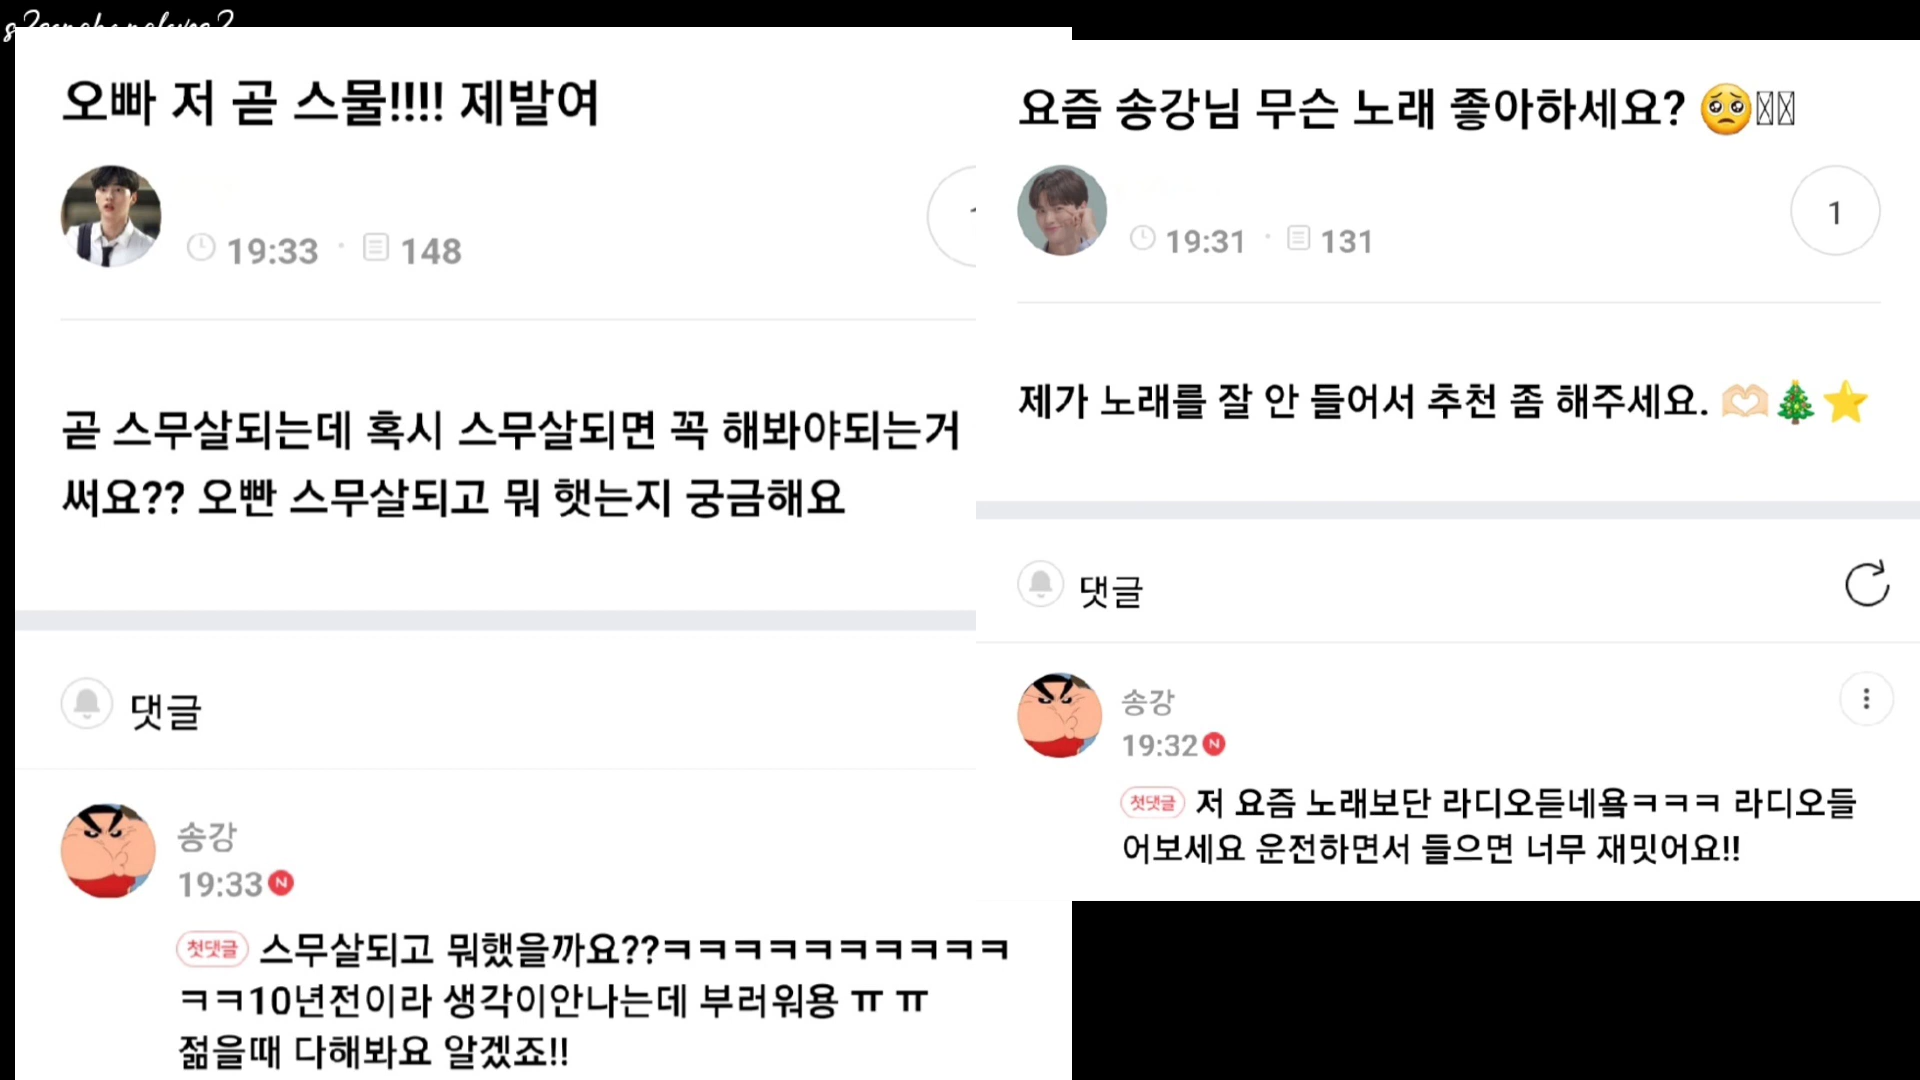 오빠 저 곧 스물!!!! 제발여
19:33 · 148
곧 스무살되는데 혹시 스무살되면 꼭 해봐야되는거
써요?? 오빤 스무살되고 뭐 햇는지 궁금해요
댓글
송강
19:33 N
첫댓글 스무살되고 뭐했을까요??ㅋㅋㅋㅋㅋㅋㅋㅋㅋㅋ
ㅋㅋ10년전이라 생각이안나는데 부러워용 ㅠ ㅠ
젊을때 다해봐요 알겠죠!!
요즘 송강님 무슨 노래 좋아하세요? 🥺
19:31 · 131
1
제가 노래를 잘 안 들어서 추천 좀 해주세요. 🫶🏻🎄⭐
댓글
송강
19:32 N
첫댓글 저 요즘 노래보단 라디오듣네욬ㅋㅋㅋ 라디오들
어보세요 운전하면서 들으면 너무 재밋어요!!